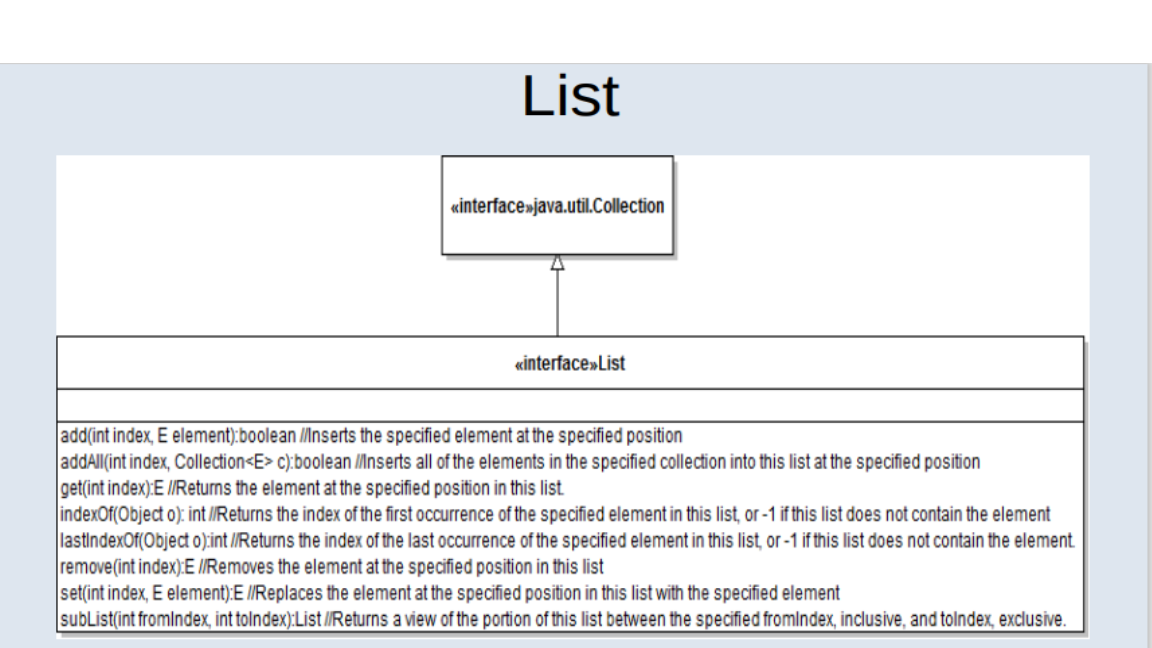 List
«interface»java.util.Collection
«interface»List
add(int index, E element):boolean //Inserts the specified element at the specified position
addAll(int index, Collection<E> c):boolean //Inserts all of the elements in the specified collection into this list at the specified position
get(int index):E //Returns the element at the specified position in this list.
indexOf(Object o): int //Returns the index of the first occurrence of the specified element in this list, or -1 if this list does not contain the element
lastIndexOf(Object o):int //Returns the index of the last occurrence of the specified element in this list, or -1 if this list does not contain the element.
remove(int index):E //Removes the element at the specified position in this list
set(int index, E element):E //Replaces the element at the specified position in this list with the specified element
subList(int fromIndex, int toIndex):List //Returns a view of the portion of this list between the specified fromIndex, inclusive, and toIndex, exclusive.